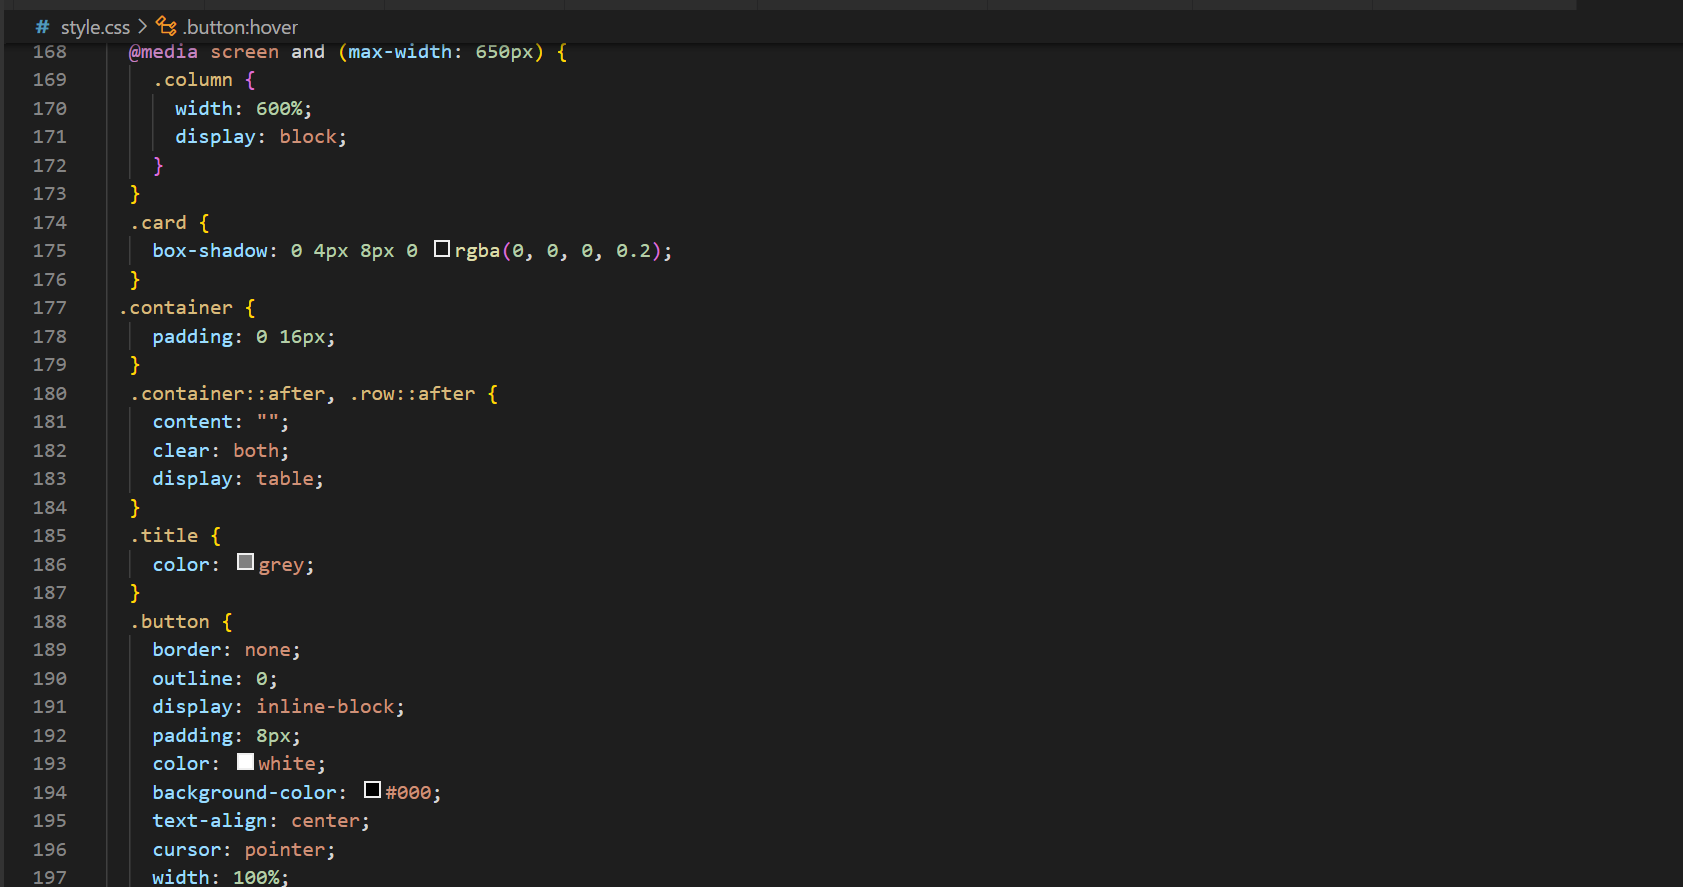 # style.css > .button:hover
168 @media screen and (max-width: 650px) {
169 .column {
170 width: 600%;
171 display: block;
172 }
173 }
174 .card {
175 box-shadow: 0 4px 8px 0 rgba(0, 0, 0, 0.2);
176 }
177 .container {
178 padding: 0 16px;
179 }
180 .container::after, .row::after {
181 content: "";
182 clear: both;
183 display: table;
184 }
185 .title {
186 color: grey;
187 }
188 .button {
189 border: none;
190 outline: 0;
191 display: inline-block;
192 padding: 8px;
193 color: white;
194 background-color: #000;
195 text-align: center;
196 cursor: pointer;
197 width: 100%;